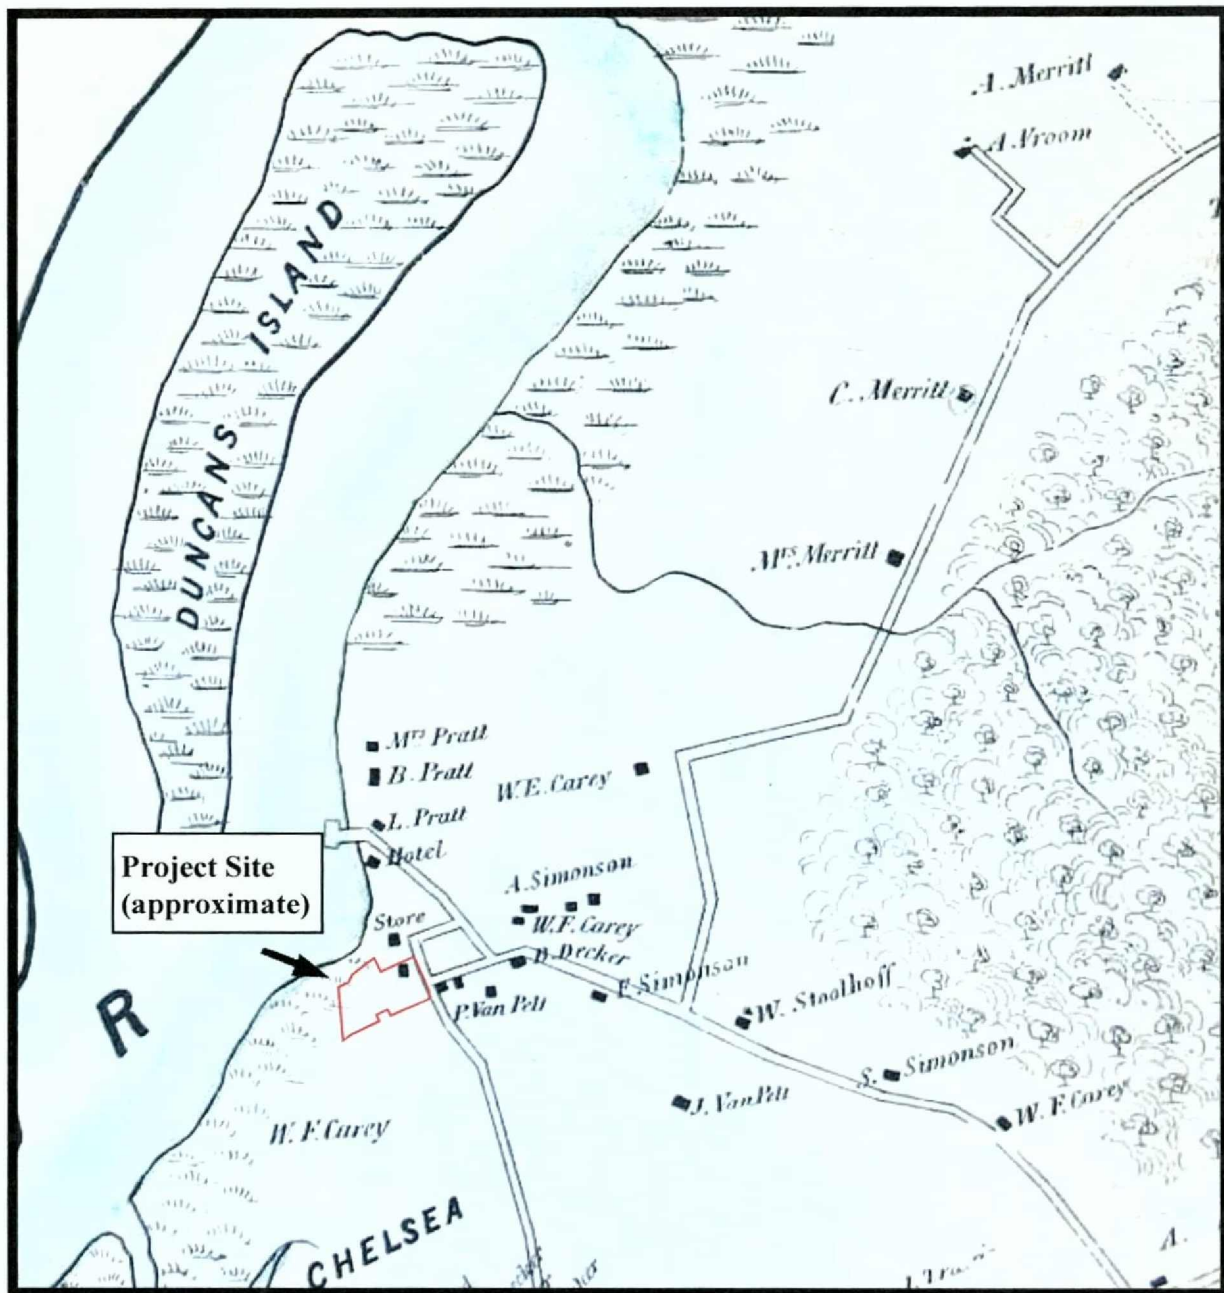 A. Merritt
A. Vroom
DUNCANS ISLAND
C. Merritt
Mrs. Merritt
Mrs Pratt
B. Pratt
W. E. Carey
L. Pratt
Hotel
Project Site
(approximate)
A. Simonson
Store
W. F. Carey
D. Decker
E. Simonson
P. Van Pelt
W. Stoolhoff
R
S. Simonson
J. Van Pelt
W. F. Carey
W. F. Carey
CHELSEA
A.